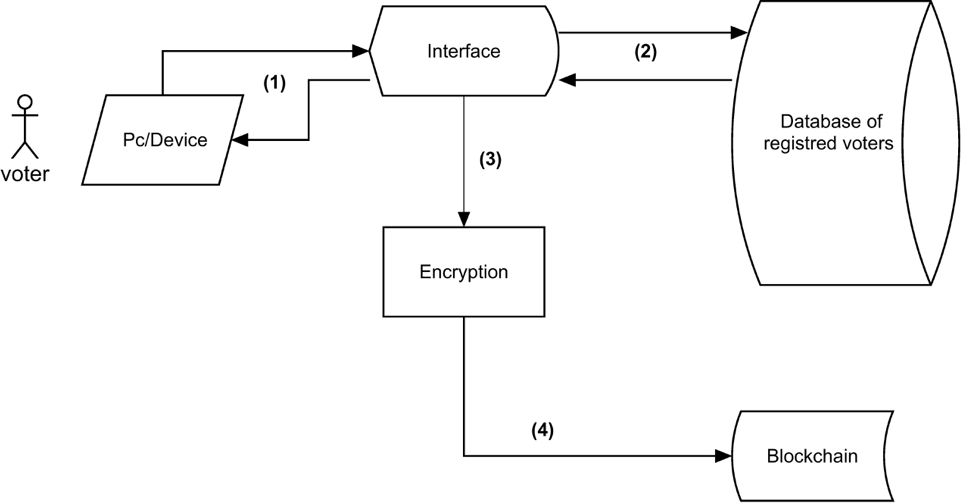 Interface
(2)
(1)
Database of
registred voters
Pc/Device
voter
(3)
Encryption
(4)
Blockchain